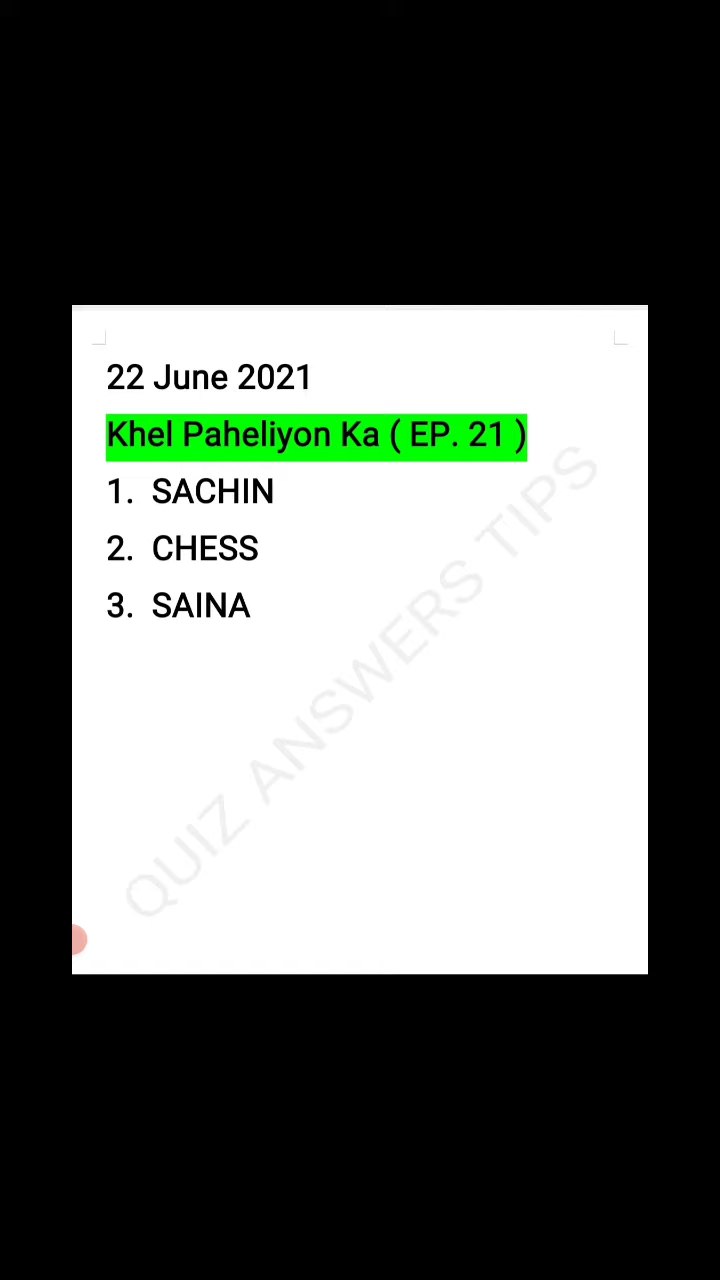 22 June 2021
Khel Paheliyon Ka ( EP. 21 )
1. SACHIN
2. CHESS
3. SAINA
QUIZ ANSWERS TIPS